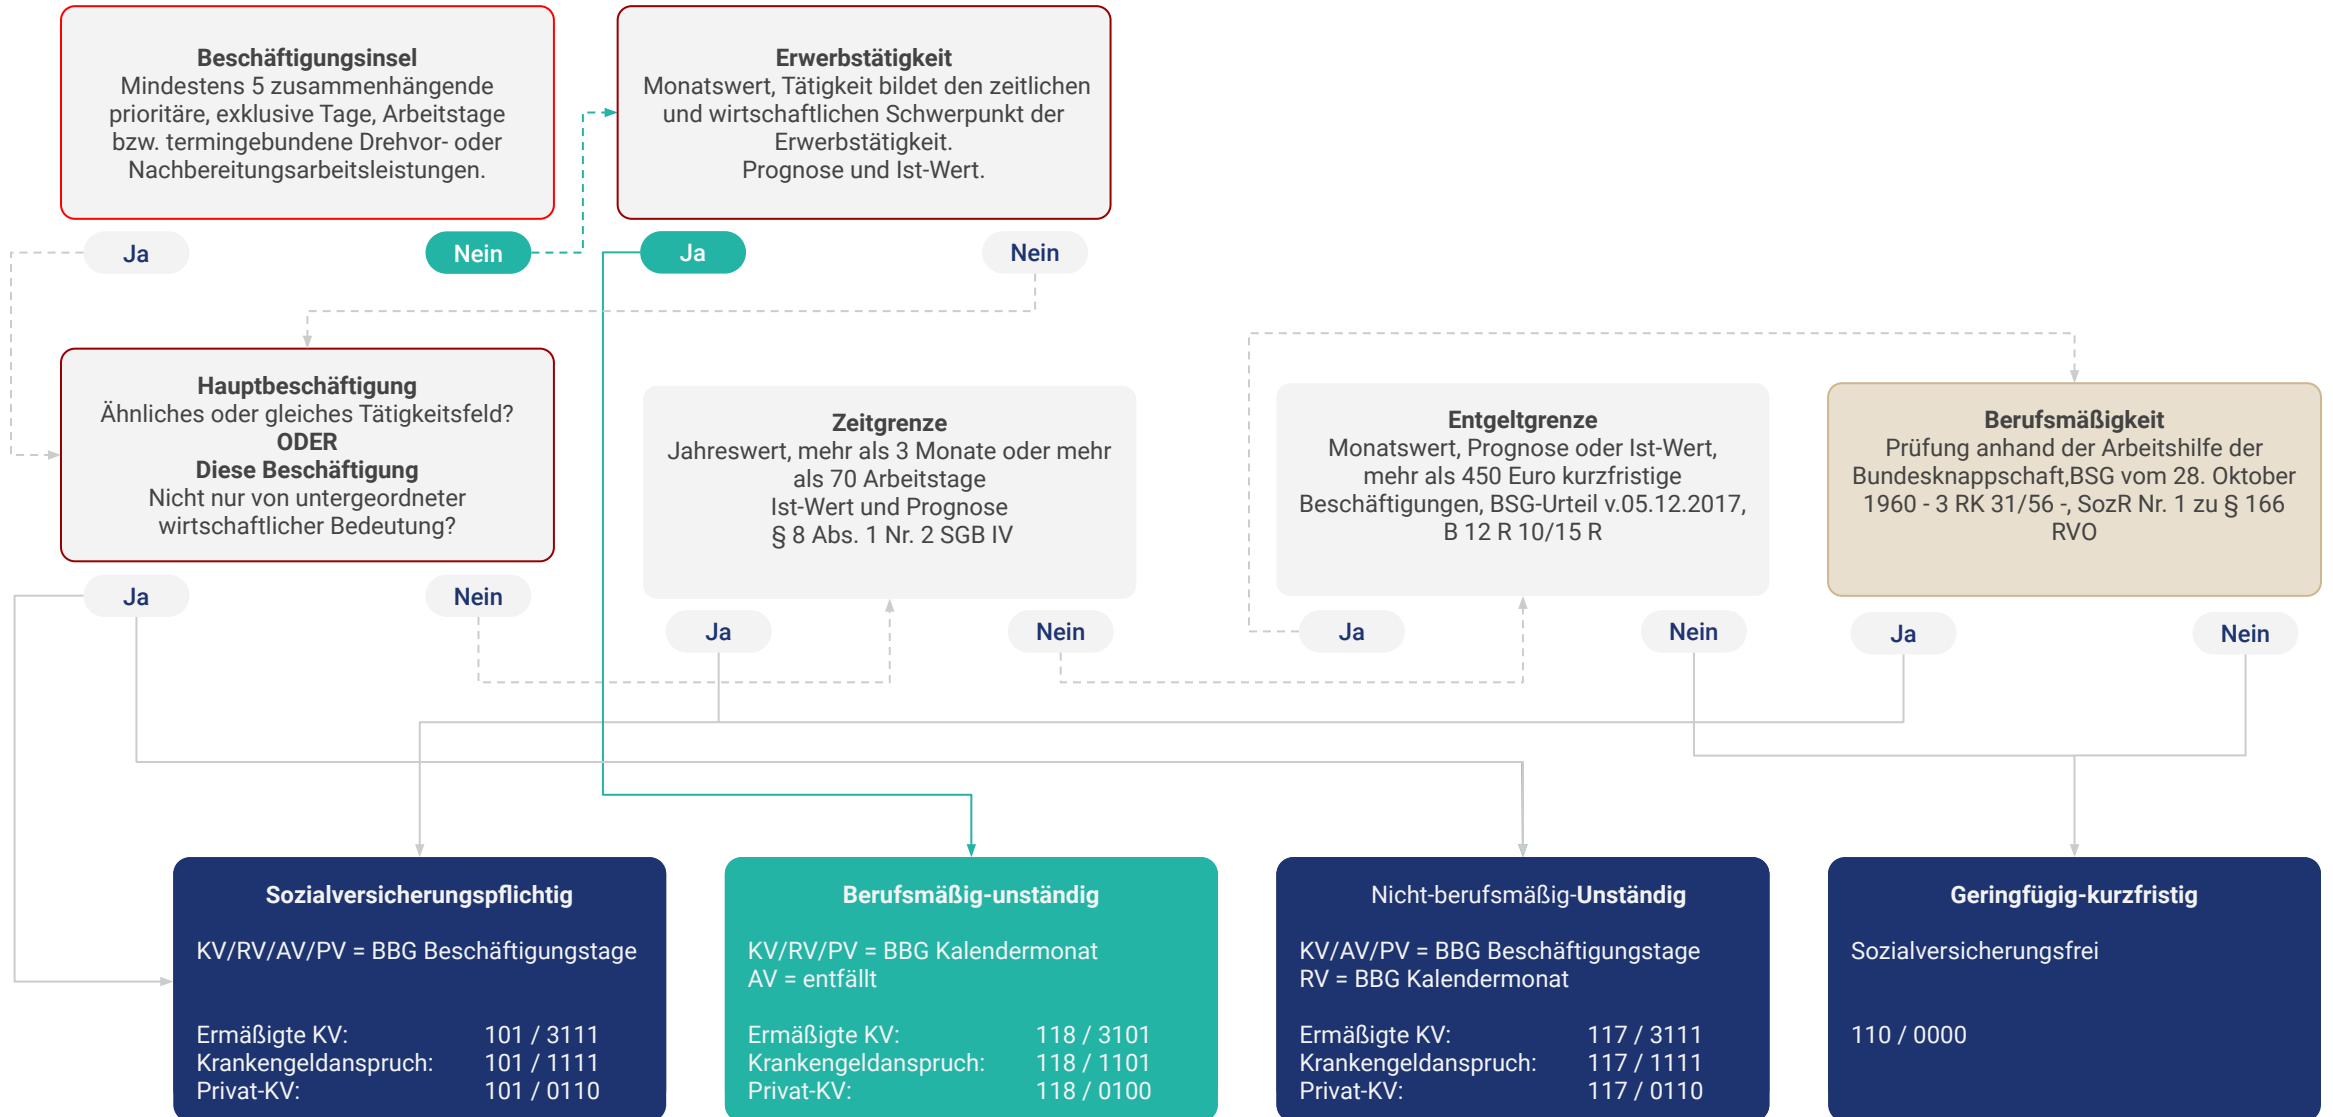 Beschäftigungsinsel
Mindestens 5 zusammenhängende
prioritäre, exklusive Tage, Arbeitstage
bzw. termingebundene Drehvor- oder
Nachbereitungsarbeitsleistungen.
Ja
Nein
Erwerbstätigkeit
Monatswert, Tätigkeit bildet den zeitlichen
und wirtschaftlichen Schwerpunkt der
Erwerbstätigkeit.
Prognose und Ist-Wert.
Ja
Nein
Hauptbeschäftigung
Ähnliches oder gleiches Tätigkeitsfeld?
ODER
Diese Beschäftigung
Nicht nur von untergeordneter
wirtschaftlicher Bedeutung?
Ja
Nein
Zeitgrenze
Jahreswert, mehr als 3 Monate oder mehr
als 70 Arbeitstage
Ist-Wert und Prognose
§ 8 Abs. 1 Nr. 2 SGB IV
Ja
Nein
Entgeltgrenze
Monatswert, Prognose oder Ist-Wert,
mehr als 450 Euro kurzfristige
Beschäftigungen, BSG-Urteil v.05.12.2017,
B 12 R 10/15 R
Ja
Nein
Berufsmäßigkeit
Prüfung anhand der Arbeitshilfe der
Bundesknappschaft,BSG vom 28. Oktober
1960 - 3 RK 31/56 -, SozR Nr. 1 zu § 166
RVO
Ja
Nein
Sozialversicherungspflichtig
KV/RV/AV/PV = BBG Beschäftigungstage
Ermäßigte KV: 101 / 3111
Krankengeldanspruch: 101 / 1111
Privat-KV: 101 / 0110
Berufsmäßig-unständig
KV/RV/PV = BBG Kalendermonat
AV = entfällt
Ermäßigte KV: 118 / 3101
Krankengeldanspruch: 118 / 1101
Privat-KV: 118 / 0100
Nicht-berufsmäßig-Unständig
KV/AV/PV = BBG Beschäftigungstage
RV = BBG Kalendermonat
Ermäßigte KV: 117 / 3111
Krankengeldanspruch: 117 / 1111
Privat-KV: 117 / 0110
Geringfügig-kurzfristig
Sozialversicherungsfrei
110 / 0000